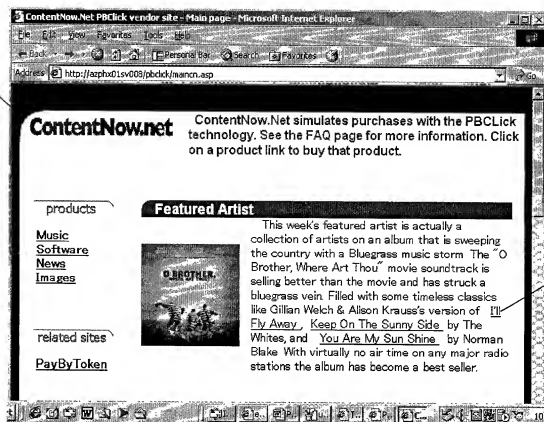 ContentNow.Net PBClick vendor site - Main page - Microsoft Internet Explorer
File Edit View Favorites Tools Help
Back Personal Bar Search Favorites
Address http://azphx01sv008/pbclick/maincn.asp Go
ContentNow.net
ContentNow.Net simulates purchases with the PBCLick
technology. See the FAQ page for more information. Click
on a product link to buy that product.
products
Music
Software
News
Images
related sites
PayByToken
Featured Artist
O BROTHER,
This week's featured artist is actually a
collection of artists on an album that is sweeping
the country with a Bluegrass music storm The "O
Brother, Where Art Thou" movie soundtrack is
selling better than the movie and has struck a
bluegrass vein. Filled with some timeless classics
like Gillian Welch & Alison Krauss's version of I'll
Fly Away , Keep On The Sunny Side by The
Whites, and You Are My Sun Shine by Norman
Blake With virtually no air time on any major radio
stations the album has become a best seller.